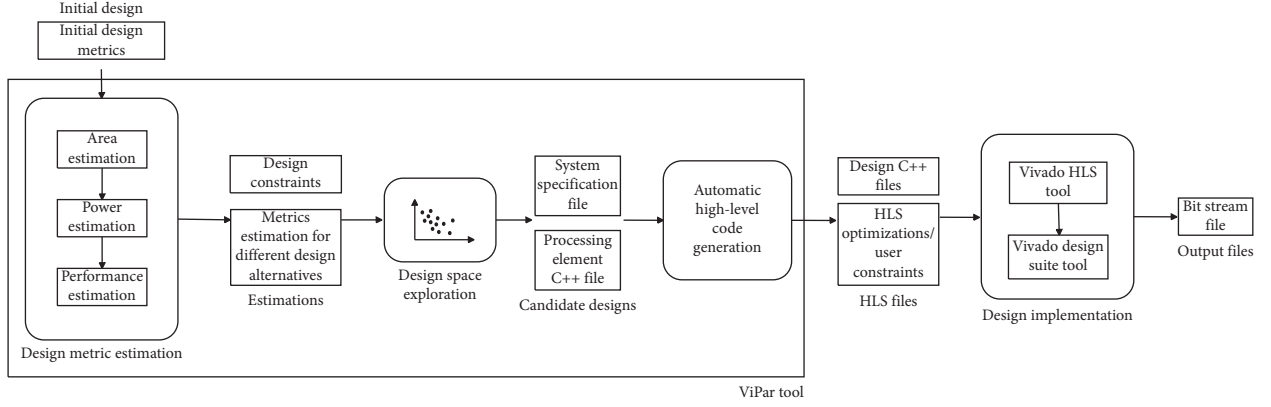 Initial design
Initial design
metrics
Area
estimation
Power
estimation
Performance
estimation
Design metric estimation
Design
constraints
Metrics
estimation for
different design
alternatives
Estimations
Design space
exploration
System
specification
file
Processing
element
C++ file
Candidate designs
Automatic
high-level
code
generation
ViPar tool
Design C++
files
HLS
optimizations/
user
constraints
HLS files
Vivado HLS
tool
Vivado design
suite tool
Design implementation
Bit stream
file
Output files